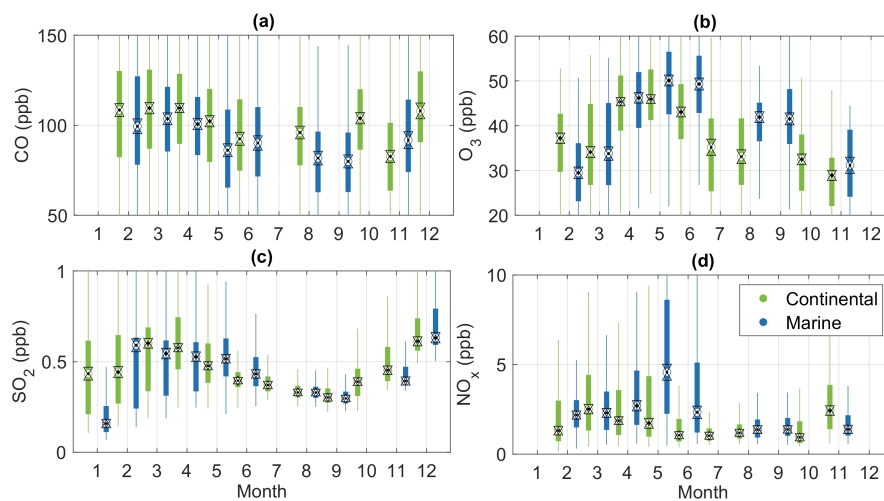 (a)
150
100
50
CO (ppb)
1 2 3 4 5 6 7 8 9 10 11 12
(b)
60
50
40
30
20
O3 (ppb)
1 2 3 4 5 6 7 8 9 10 11 12
(c)
1
0.5
0
SO2 (ppb)
1 2 3 4 5 6 7 8 9 10 11 12
Month
(d)
10
5
0
NOx (ppb)
Continental
Marine
1 2 3 4 5 6 7 8 9 10 11 12
Month